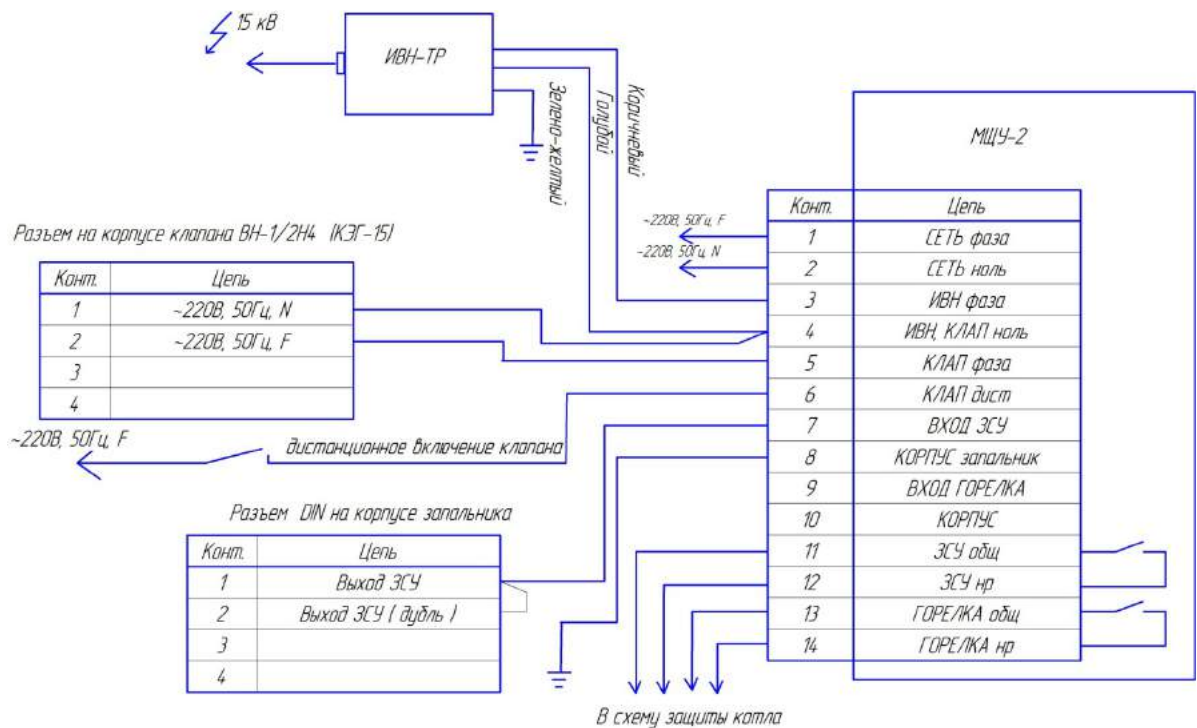 15 кВ
ИВН-ТР
Зелено-желтый
Голубой
Коричневый
МЩУ-2
Конт. Цепь
1 СЕТЬ фаза
2 СЕТЬ ноль
3 ИВН фаза
4 ИВН, КЛАП ноль
5 КЛАП фаза
6 КЛАП дист
7 ВХОД ЗСУ
8 КОРПУС запальник
9 ВХОД ГОРЕЛКА
10 КОРПУС
11 ЗСУ общ
12 ЗСУ нр
13 ГОРЕЛКА общ
14 ГОРЕЛКА нр
~220В, 50Гц, F
~220В, 50Гц, N
Разъем на корпусе клапана ВН-1/2Н4 (КЭГ-15)
Конт. Цепь
1 ~220В, 50Гц, N
2 ~220В, 50Гц, F
3
4
~220В, 50Гц, F
дистанционное включение клапана
Разъем DIN на корпусе запальника
Конт. Цепь
1 Выход ЗСУ
2 Выход ЗСУ ( дубль )
3
4
В схему защиты котла